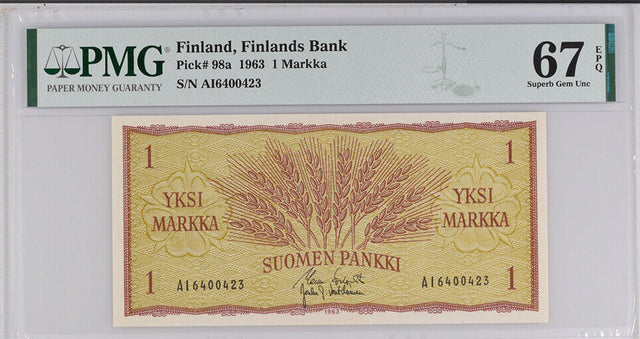 PMG
PAPER MONEY GUARANTY
Finland, Finlands Bank
Pick# 98a 1963 1 Markka
S/N AI6400423
67 EPQ
Superb Gem Unc
1 1
YKSI
MARKKA
YKSI
MARKKA
SUOMEN PANKKI
1 AI6400423 AI6400423 1
1963